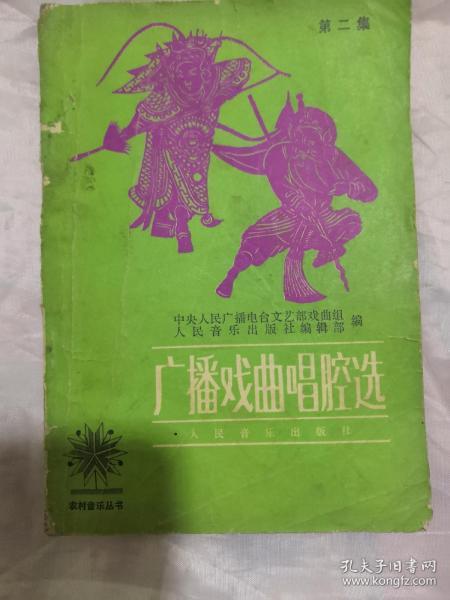 第二集
中央人民广播电台文艺部戏曲组
人民音乐出版社编辑部 编
广播戏曲唱腔选
人民音乐出版社
农村音乐丛书
孔夫子旧书网
www.kongfz.com